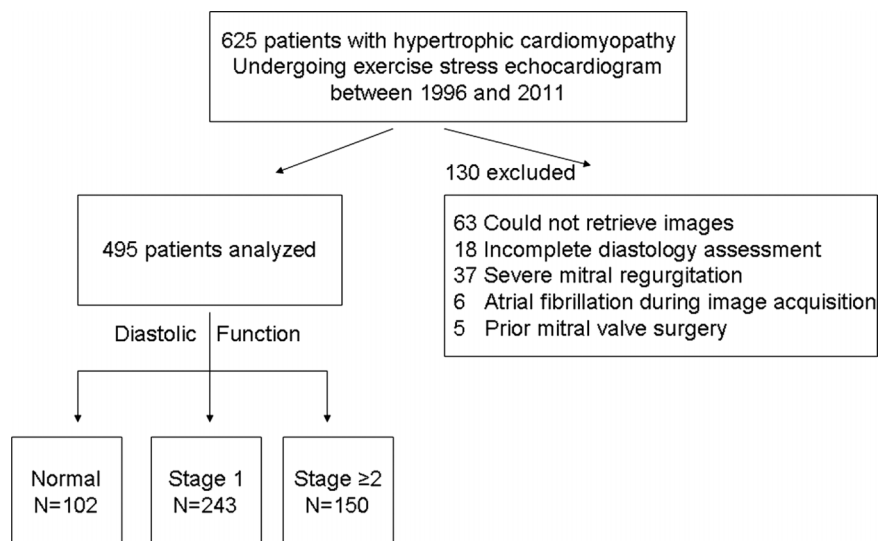 625 patients with hypertrophic cardiomyopathy
Undergoing exercise stress echocardiogram
between 1996 and 2011
130 excluded
495 patients analyzed
63 Could not retrieve images
18 Incomplete diastology assessment
37 Severe mitral regurgitation
6 Atrial fibrillation during image acquisition
5 Prior mitral valve surgery
Diastolic Function
Normal
N=102
Stage 1
N=243
Stage ≥2
N=150